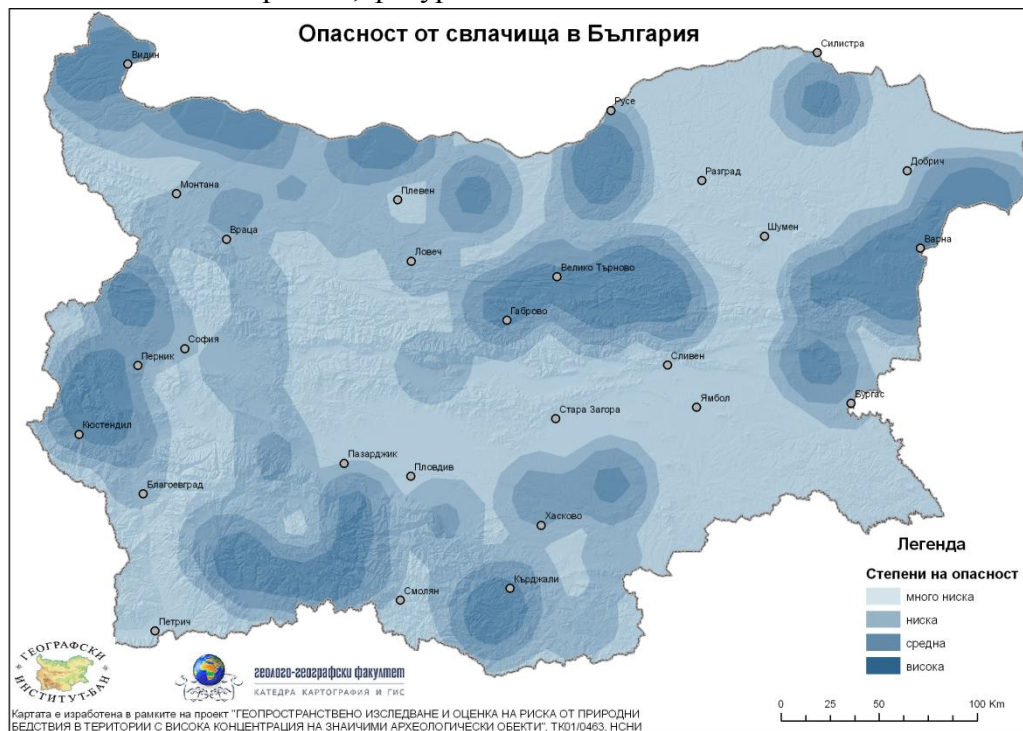 Опасност от свлачища в България
Силистра
Видин
Русе
Добрич
Разград
Монтана
Плевен
Шумен
Враца
Варна
Ловеч
Велико Търново
Габрово
София
Перник
Сливен
Ямбол
Бургас
Стара Загора
Кюстендил
Пазарджик
Пловдив
Благоевград
Хасково
Кърджали
Смолян
Петрич
Легенда
Степени на опасност
много ниска
ниска
средна
висока
ГЕОГРАФСКИ
ИНСТИТУТ-БАН
геолого-географски факултет
КАТЕДРА КАРТОГРАФИЯ И ГИС
Картата е изработена в рамките на проект "ГЕОПРОСТРАНСТВЕНО ИЗСЛЕДВАНЕ И ОЦЕНКА НА РИСКА ОТ ПРИРОДНИ
БЕДСТВИЯ В ТЕРИТОРИИ С ВИСОКА КОНЦЕНТРАЦИЯ НА ЗНАЧИМИ АРХЕОЛОГИЧЕСКИ ОБЕКТИ", ТК01/0463, НСНИ
0 25 50 100 Km